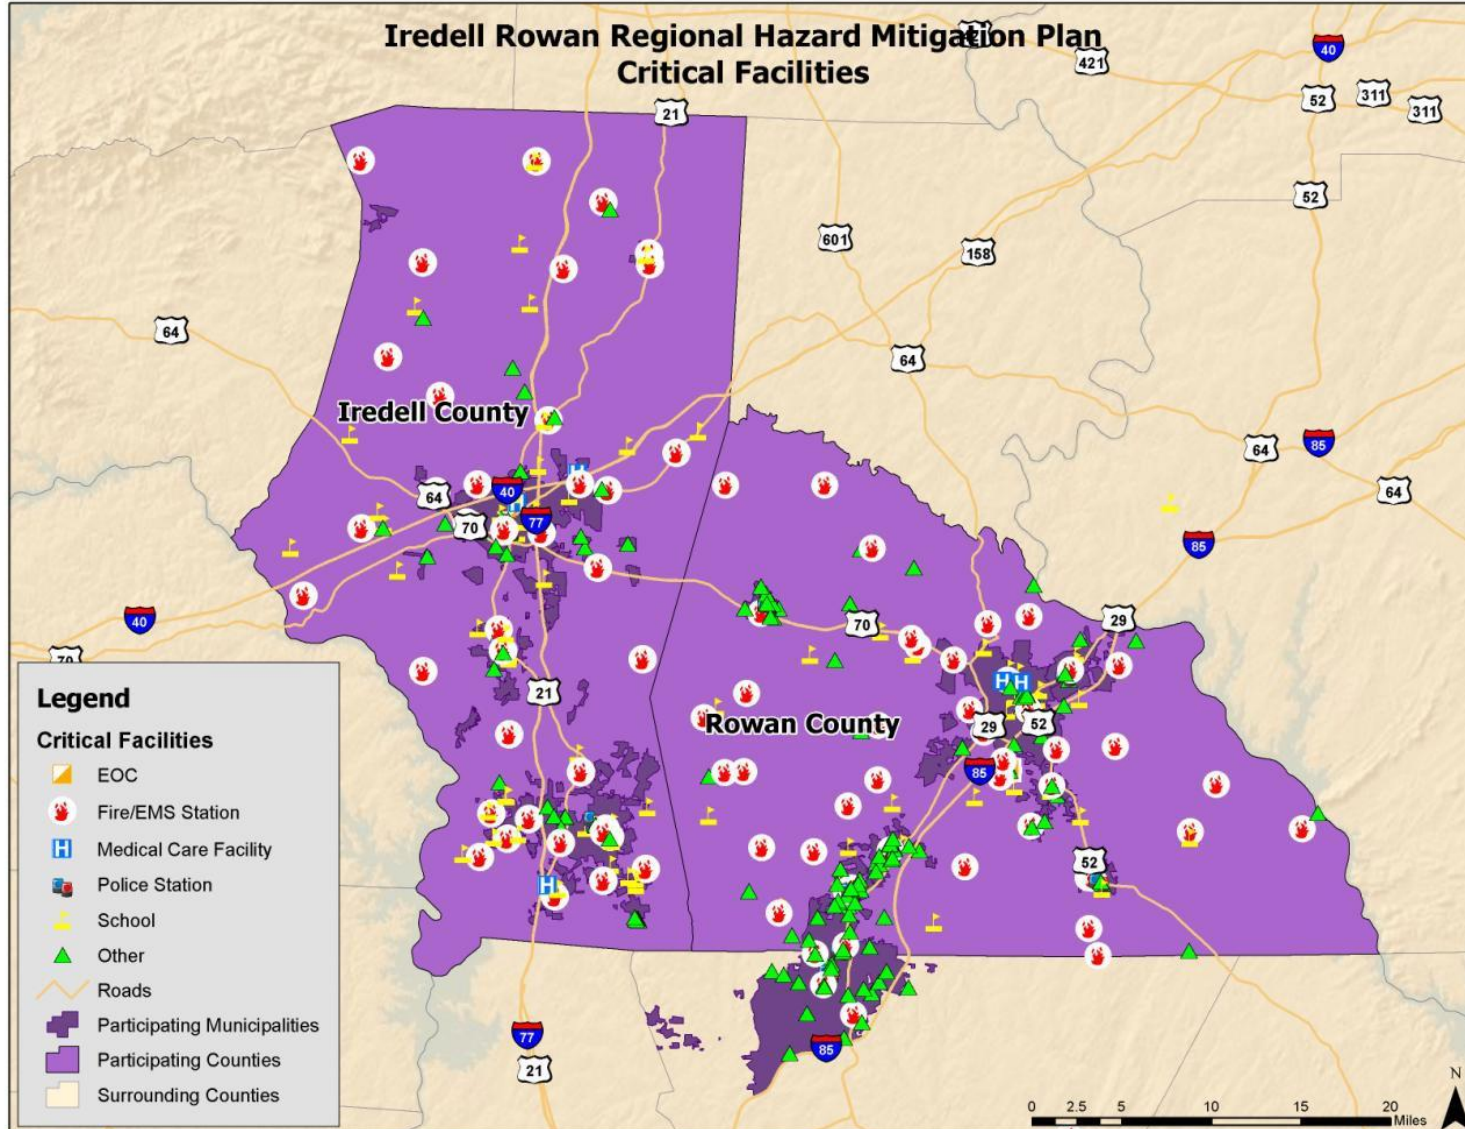 Iredell Rowan Regional Hazard Mitigation Plan
Critical Facilities
40
421
52
311
311
21
52
601
158
64
64
85
64
64
Iredell County
40
64
70
77
85
40
70
70
29
21
Rowan County
29
52
85
52
77
21
85
H
H
H
H
H
Legend
Critical Facilities
EOC
Fire/EMS Station
H Medical Care Facility
Police Station
School
Other
Roads
Participating Municipalities
Participating Counties
Surrounding Counties
N
0 2.5 5 10 15 20
Miles